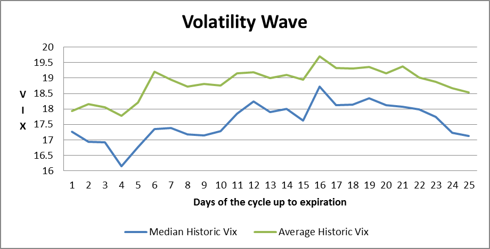 Volatility Wave
20
19.5
19
18.5
18
17.5
17
16.5
16
V
I
X
1 2 3 4 5 6 7 8 9 10 11 12 13 14 15 16 17 18 19 20 21 22 23 24 25
Days of the cycle up to expiration
Median Historic Vix Average Historic Vix